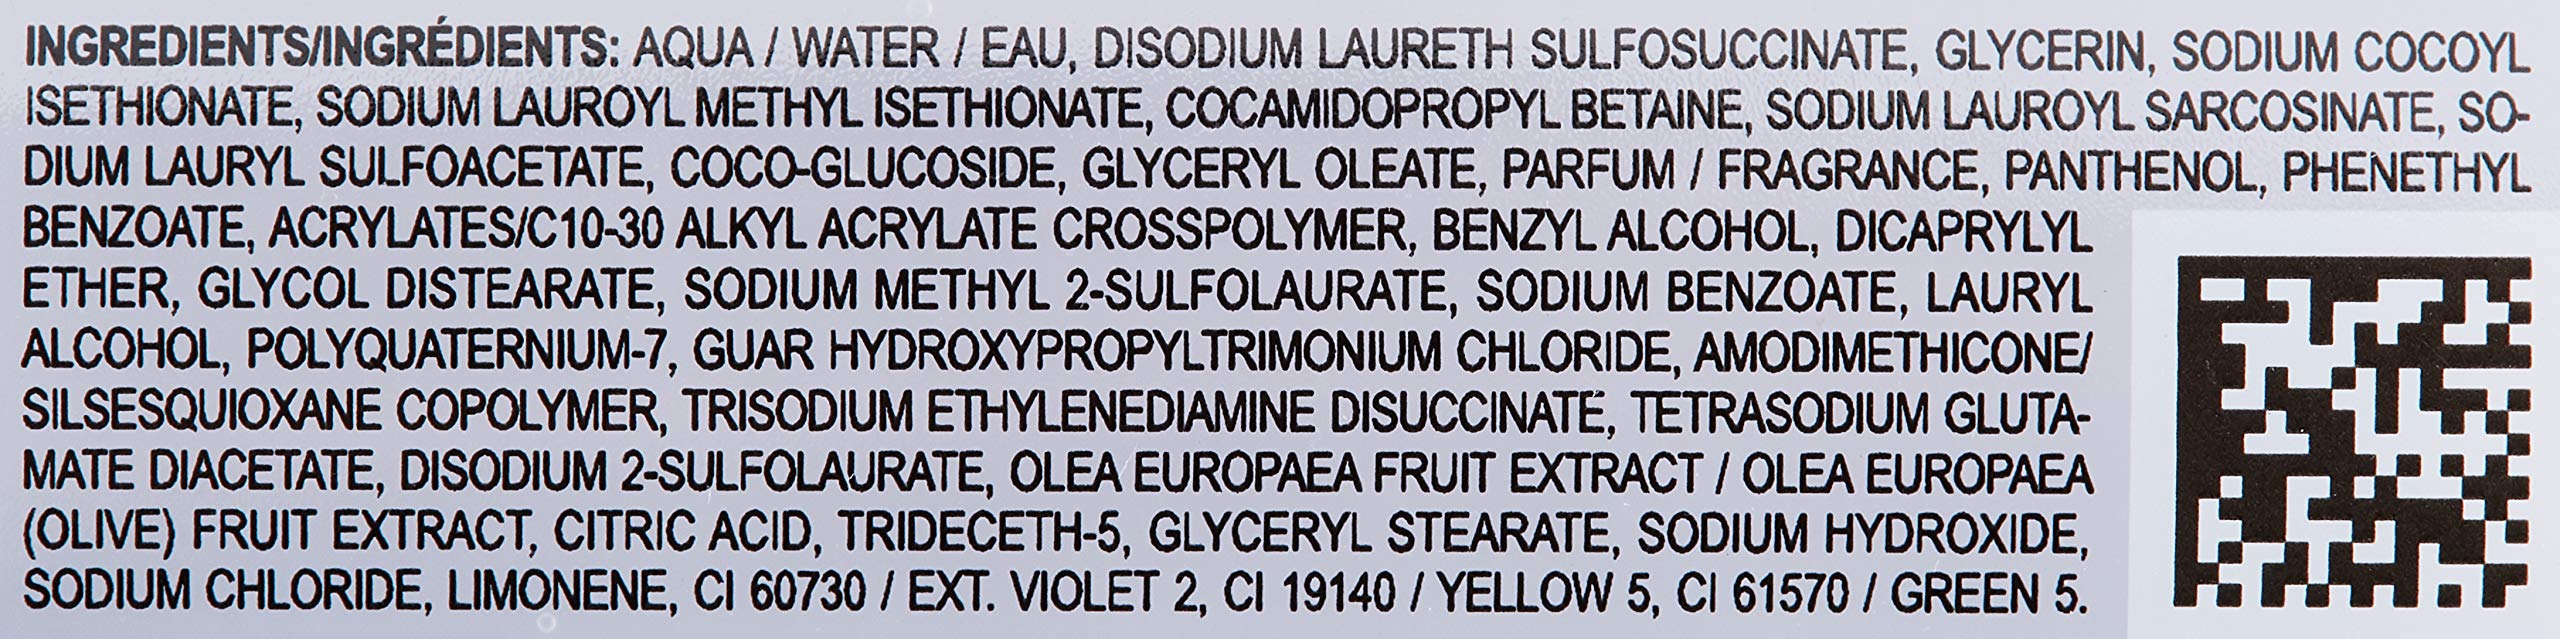 INGREDIENTS/INGRÉDIENTS: AQUA / WATER / EAU, DISODIUM LAURETH SULFOSUCCINATE, GLYCERIN, SODIUM COCOYL
ISETHIONATE, SODIUM LAUROYL METHYL ISETHIONATE, COCAMIDOPROPYL BETAINE, SODIUM LAUROYL SARCOSINATE, SO-
DIUM LAURYL SULFOACETATE, COCO-GLUCOSIDE, GLYCERYL OLEATE, PARFUM / FRAGRANCE, PANTHENOL, PHENETHYL
BENZOATE, ACRYLATES/C10-30 ALKYL ACRYLATE CROSSPOLYMER, BENZYL ALCOHOL, DICAPRYLYL
ETHER, GLYCOL DISTEARATE, SODIUM METHYL 2-SULFOLAURATE, SODIUM BENZOATE, LAURYL
ALCOHOL, POLYQUATERNIUM-7, GUAR HYDROXYPROPYLTRIMONIUM CHLORIDE, AMODIMETHICONE/
SILSESQUIOXANE COPOLYMER, TRISODIUM ETHYLENEDIAMINE DISUCCINATE, TETRASODIUM GLUTA-
MATE DIACETATE, DISODIUM 2-SULFOLAURATE, OLEA EUROPAEA FRUIT EXTRACT / OLEA EUROPAEA
(OLIVE) FRUIT EXTRACT, CITRIC ACID, TRIDECETH-5, GLYCERYL STEARATE, SODIUM HYDROXIDE,
SODIUM CHLORIDE, LIMONENE, CI 60730 / EXT. VIOLET 2, CI 19140 / YELLOW 5, CI 61570 / GREEN 5.